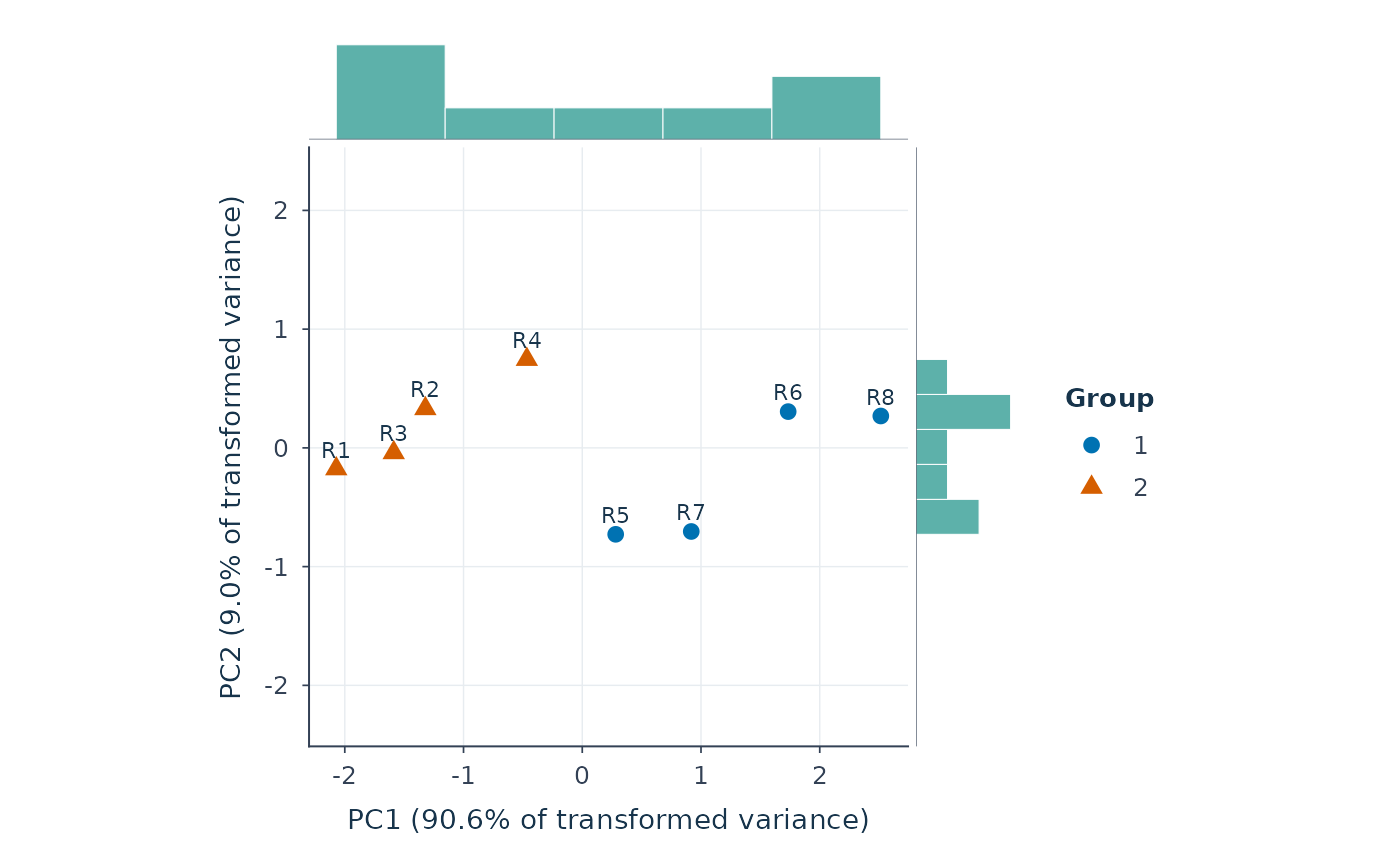 PC2 (9.0% of transformed variance)
2
1
0
-1
-2
R4
R2
R3
R1
R6
R8
R5
R7
-2
-1
0
1
2
PC1 (90.6% of transformed variance)
Group
1
2